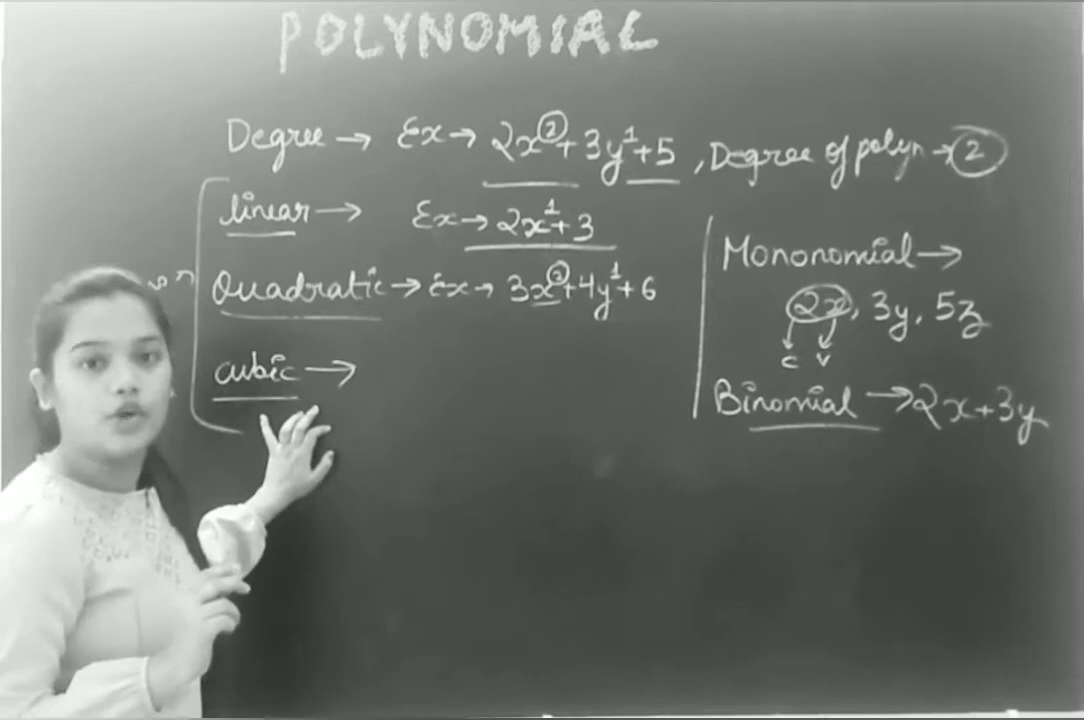 POLYNOMIAL
Degree → Ex → 2x² + 3y¹ + 5 , Degree of polyn → 2
linear → Ex → 2x¹ + 3
Quadratic → Ex → 3x² + 4y¹ + 6
cubic →
Mononomial →
2x, 3y, 5z
c v
Binomial → 2x + 3y